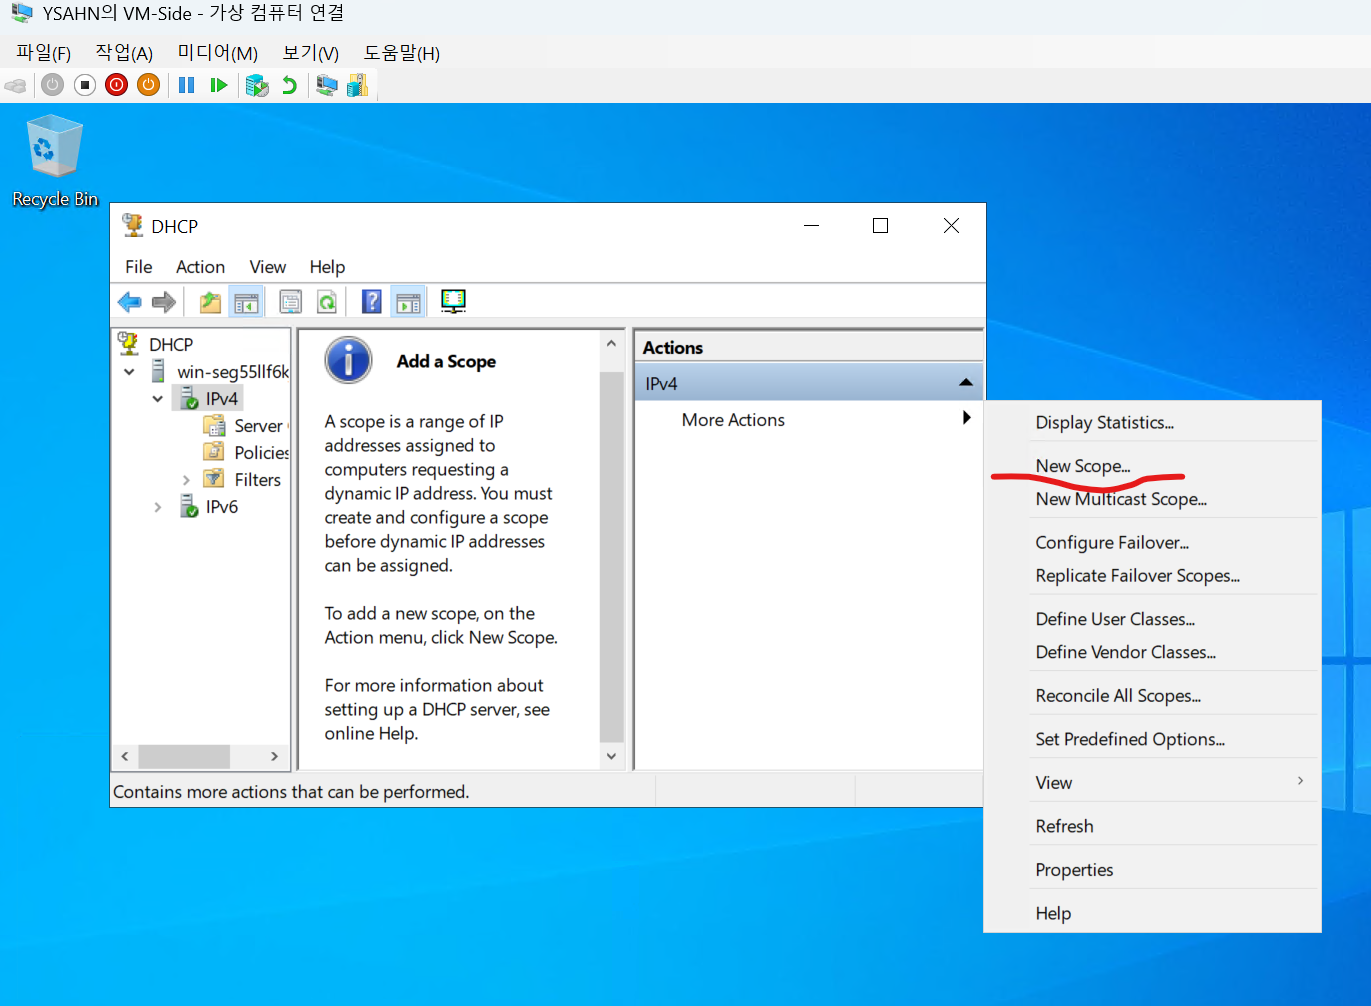 YSAHN의 VM-Side - 가상 컴퓨터 연결
파일(F) 작업(A) 미디어(M) 보기(V) 도움말(H)
Recycle Bin
DHCP
File Action View Help
DHCP
win-seg55llf6k
IPv4
Server
Policies
Filters
IPv6
Add a Scope
A scope is a range of IP
addresses assigned to
computers requesting a
dynamic IP address. You must
create and configure a scope
before dynamic IP addresses
can be assigned.
To add a new scope, on the
Action menu, click New Scope.
For more information about
setting up a DHCP server, see
online Help.
Actions
IPv4
More Actions
Display Statistics...
New Scope...
New Multicast Scope...
Configure Failover...
Replicate Failover Scopes...
Define User Classes...
Define Vendor Classes...
Reconcile All Scopes...
Set Predefined Options...
View
Refresh
Properties
Help
Contains more actions that can be performed.